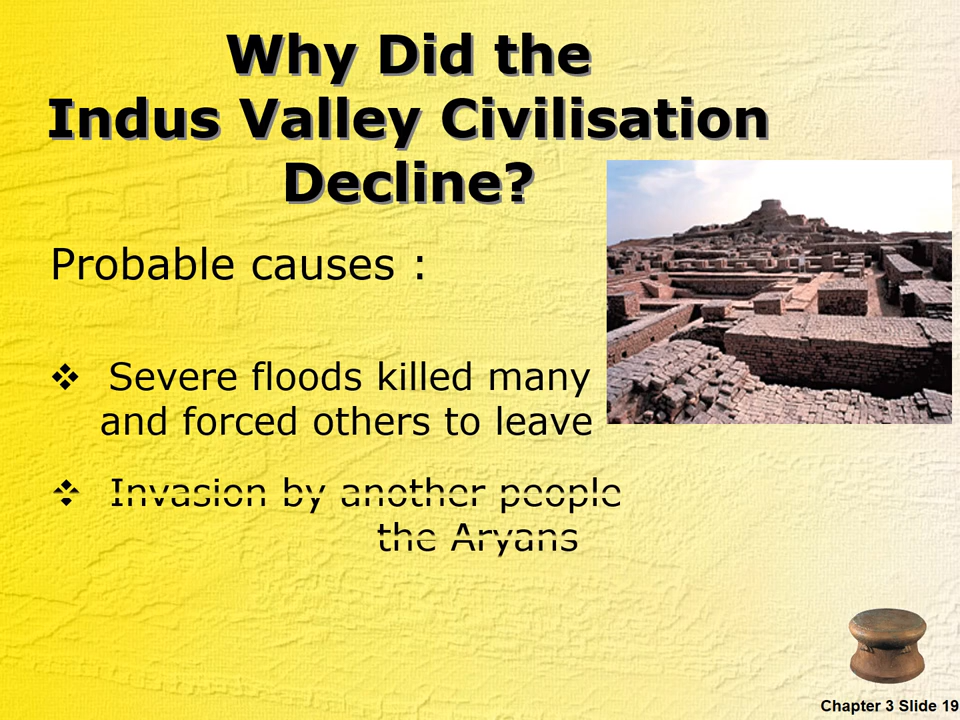 Why Did the
Indus Valley Civilisation
Decline?
Probable causes :
❖ Severe floods killed many
and forced others to leave
❖ Invasion by another people
the Aryans
Chapter 3 Slide 19